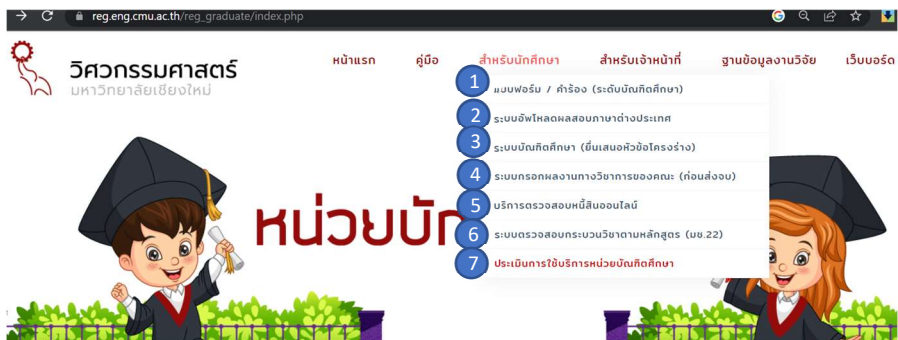 reg.eng.cmu.ac.th/reg_graduate/index.php
วิศวกรรมศาสตร์
มหาวิทยาลัยเชียงใหม่
หน้าแรก คู่มือ สำหรับนักศึกษา สำหรับเจ้าหน้าที่ ฐานข้อมูลงานวิจัย เว็บบอร์ด
1 แบบฟอร์ม / คำร้อง (ระดับบัณฑิตศึกษา)
2 ระบบอัพโหลดผลสอบภาษาต่างประเทศ
3 ระบบบัณฑิตศึกษา (ยื่นเสนอหัวข้อโครงร่าง)
4 ระบบกรอกผลงานทางวิชาการของคณะ (ก่อนส่งจบ)
5 บริการตรวจสอบหนี้สินออนไลน์
6 ระบบตรวจสอบกระบวนวิชาตามหลักสูตร (มช.22)
7 ประเมินการใช้บริการหน่วยบัณฑิตศึกษา
หน่วยบัณ